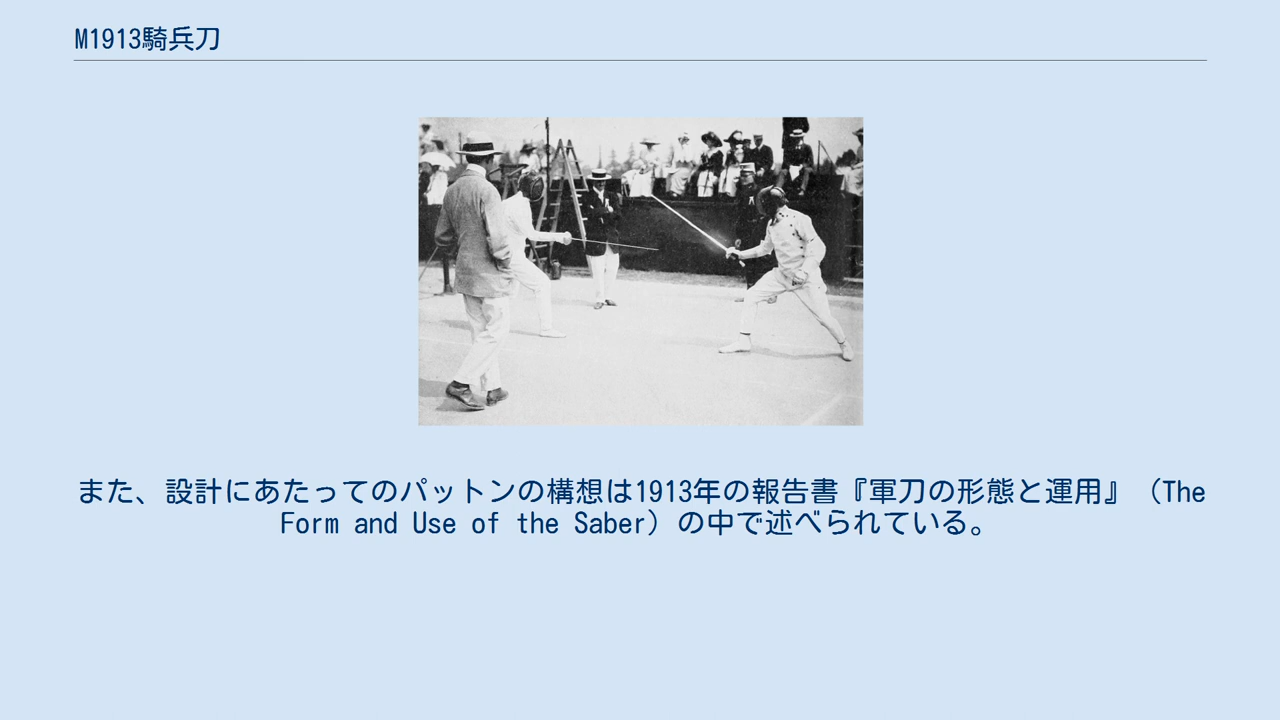 M1913騎兵刀
また、設計にあたってのパットンの構想は1913年の報告書『軍刀の形態と運用』（The
Form and Use of the Saber）の中で述べられている。